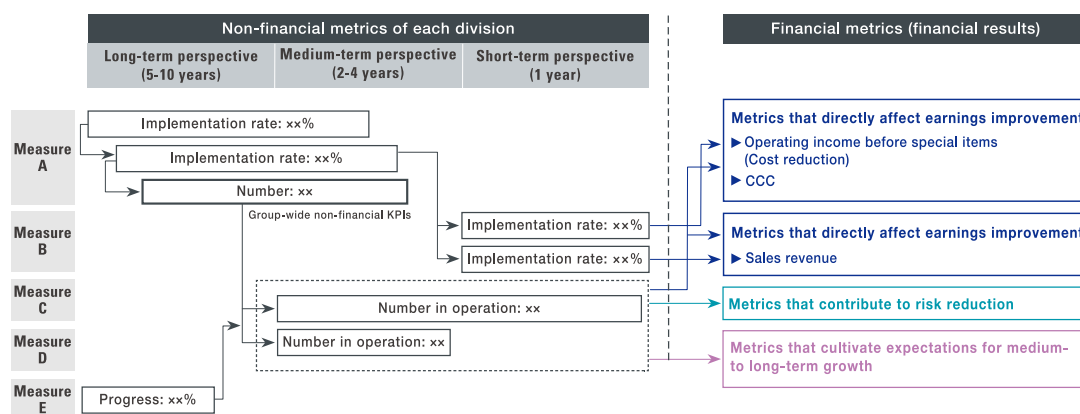 Non-financial metrics of each division
Financial metrics (financial results)
Long-term perspective
(5-10 years)
Medium-term perspective
(2-4 years)
Short-term perspective
(1 year)
Measure
A
Implementation rate: ××%
Implementation rate: ××%
Number: ××
Group-wide non-financial KPIs
Metrics that directly affect earnings improvement
▶ Operating income before special items
(Cost reduction)
▶ CCC
Measure
B
Implementation rate: ××%
Implementation rate: ××%
Metrics that directly affect earnings improvement
▶ Sales revenue
Measure
C
Number in operation: ××
Metrics that contribute to risk reduction
Measure
D
Number in operation: ××
Metrics that cultivate expectations for medium-
to long-term growth
Measure
E
Progress: ××%